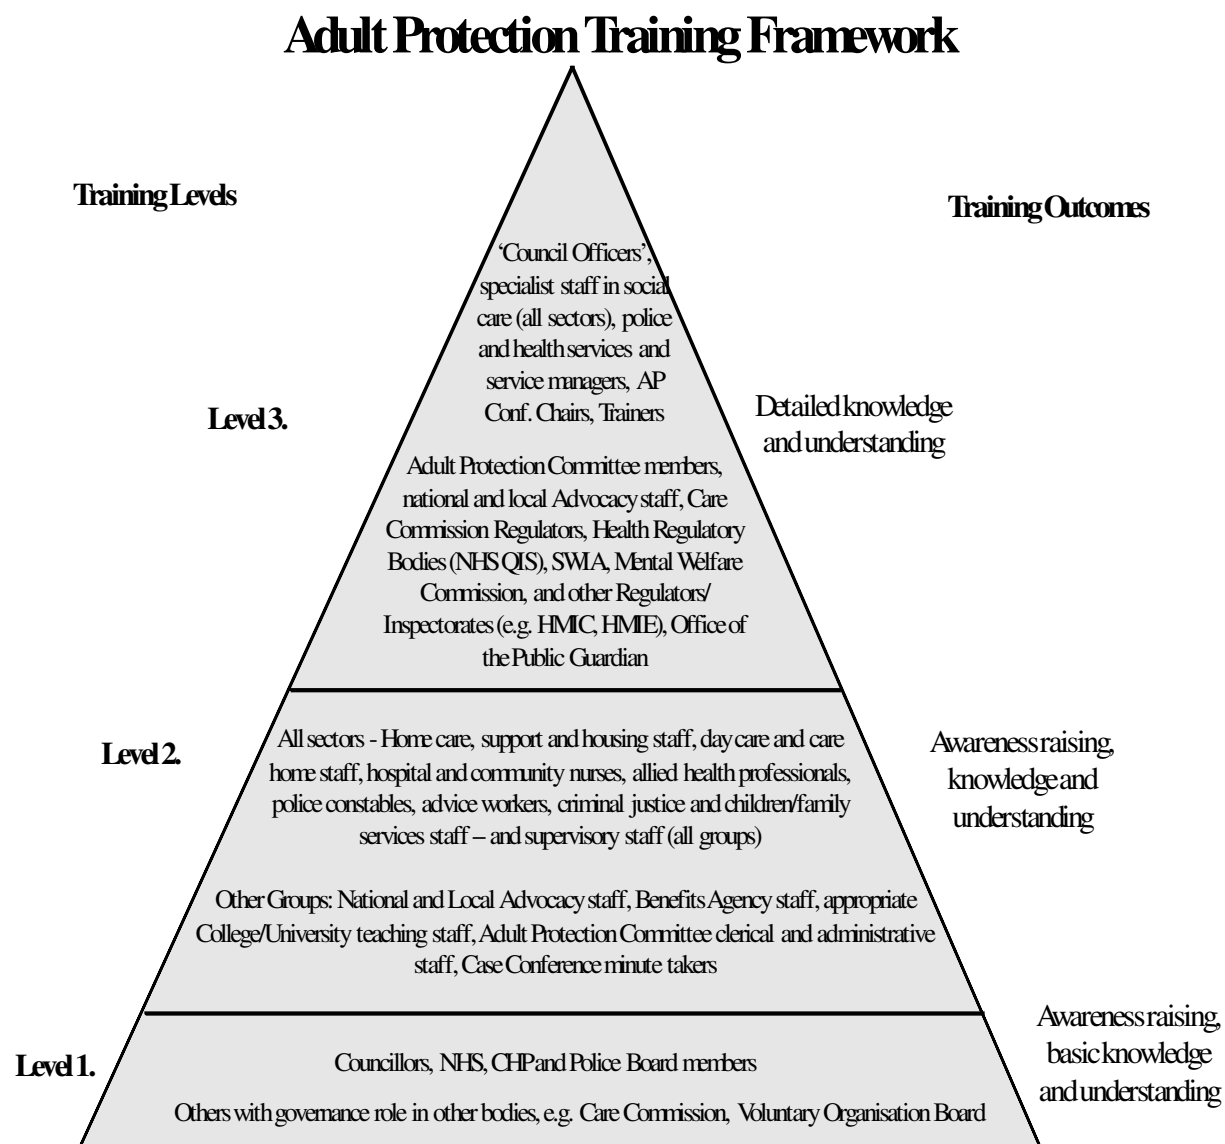 Adult Protection Training Framework
Training Levels
Training Outcomes
‘Council Officers’,
specialist staff in social
care (all sectors), police
and health services and
service managers, AP
Conf. Chairs, Trainers
Level 3.
Detailed knowledge
and understanding
Adult Protection Committee members,
national and local Advocacy staff, Care
Commission Regulators, Health Regulatory
Bodies (NHS QIS), SWIA, Mental Welfare
Commission, and other Regulators/
Inspectorates (e.g. HMIC, HMIE), Office of
the Public Guardian
Level 2.
All sectors - Home care, support and housing staff, day care and care
home staff, hospital and community nurses, allied health professionals,
police constables, advice workers, criminal justice and children/family
services staff – and supervisory staff (all groups)
Awareness raising,
knowledge and
understanding
Other Groups: National and Local Advocacy staff, Benefits Agency staff, appropriate
College/University teaching staff, Adult Protection Committee clerical and administrative
staff, Case Conference minute takers
Level 1.
Councillors, NHS, CHP and Police Board members
Others with governance role in other bodies, e.g. Care Commission, Voluntary Organisation Board
Awareness raising,
basic knowledge
and understanding